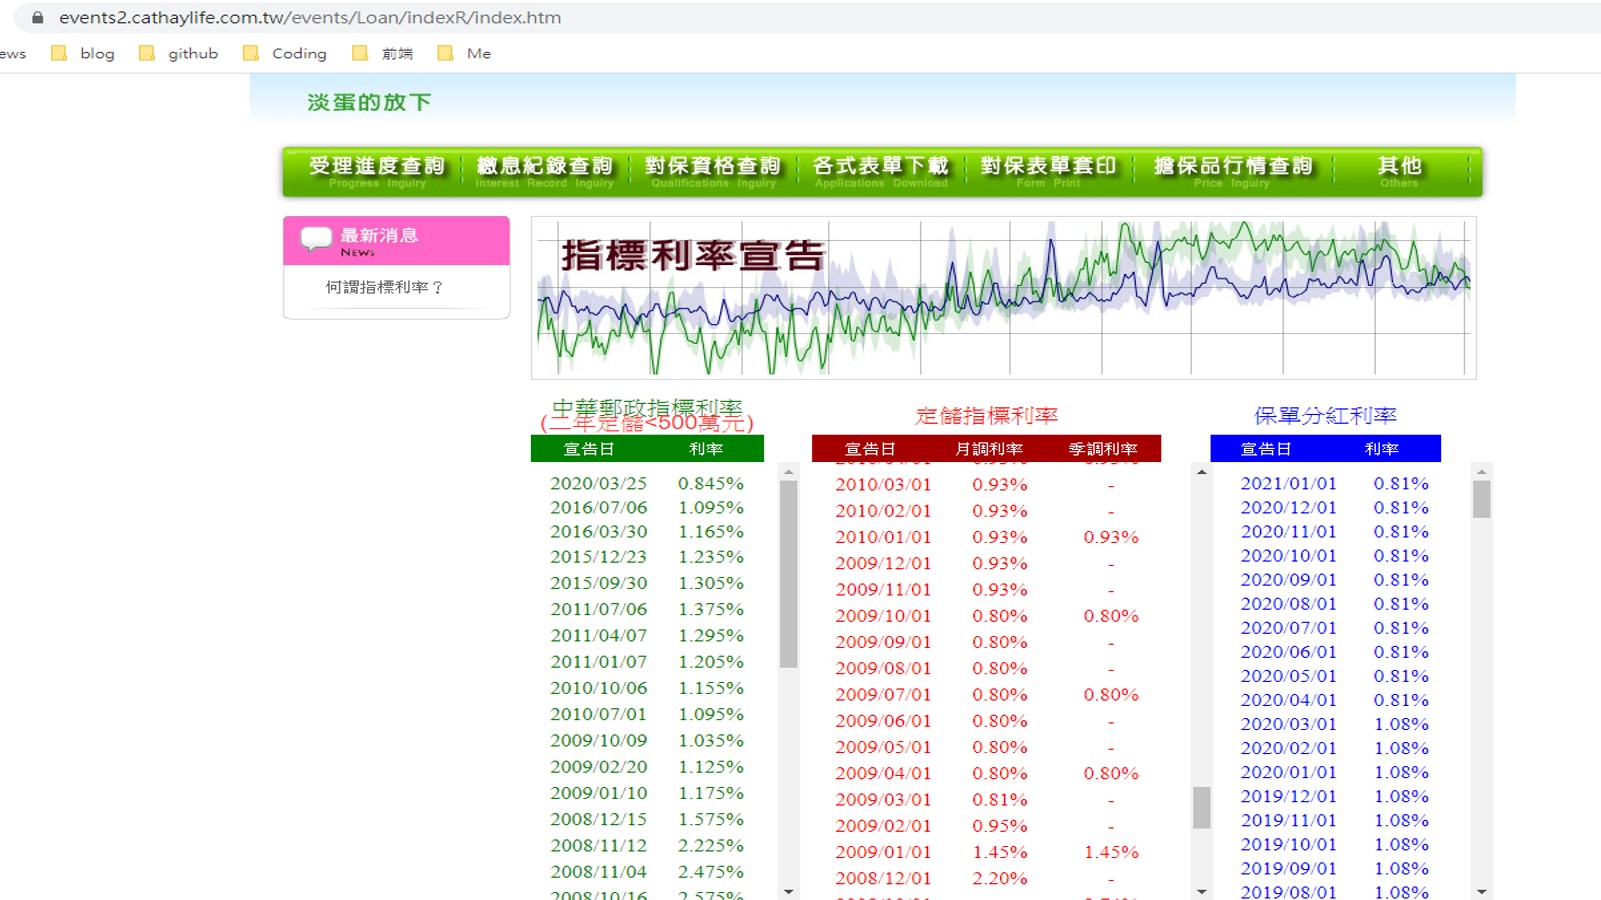 events2.cathaylife.com.tw/events/Loan/indexR/index.htm
ews blog github Coding 前端 Me
淡蛋的放下
受理進度查詢 繳息紀錄查詢 對保資格查詢 各式表單下載 對保表單套印 擔保品行情查詢 其他
Progress Inguiry Interest Record Inguiry Qualifications Inguiry Applications Download Form Print Price Inguiry Others
最新消息
News
何謂指標利率？
指標利率宣告
中華郵政指標利率
(二年定儲<500萬元)
宣告日 利率
2020/03/25 0.845%
2016/07/06 1.095%
2016/03/30 1.165%
2015/12/23 1.235%
2015/09/30 1.305%
2011/07/06 1.375%
2011/04/07 1.295%
2011/01/07 1.205%
2010/10/06 1.155%
2010/07/01 1.095%
2009/10/09 1.035%
2009/02/20 1.125%
2009/01/10 1.175%
2008/12/15 1.575%
2008/11/12 2.225%
2008/11/04 2.475%
2008/10/16 2.575%
定儲指標利率
宣告日 月調利率 季調利率
2010/03/01 0.93% -
2010/02/01 0.93% -
2010/01/01 0.93% 0.93%
2009/12/01 0.93% -
2009/11/01 0.93% -
2009/10/01 0.80% 0.80%
2009/09/01 0.80% -
2009/08/01 0.80% -
2009/07/01 0.80% 0.80%
2009/06/01 0.80% -
2009/05/01 0.80% -
2009/04/01 0.80% 0.80%
2009/03/01 0.81% -
2009/02/01 0.95% -
2009/01/01 1.45% 1.45%
2008/12/01 2.20% -
保單分紅利率
宣告日 利率
2021/01/01 0.81%
2020/12/01 0.81%
2020/11/01 0.81%
2020/10/01 0.81%
2020/09/01 0.81%
2020/08/01 0.81%
2020/07/01 0.81%
2020/06/01 0.81%
2020/05/01 0.81%
2020/04/01 0.81%
2020/03/01 1.08%
2020/02/01 1.08%
2020/01/01 1.08%
2019/12/01 1.08%
2019/11/01 1.08%
2019/10/01 1.08%
2019/09/01 1.08%
2019/08/01 1.08%